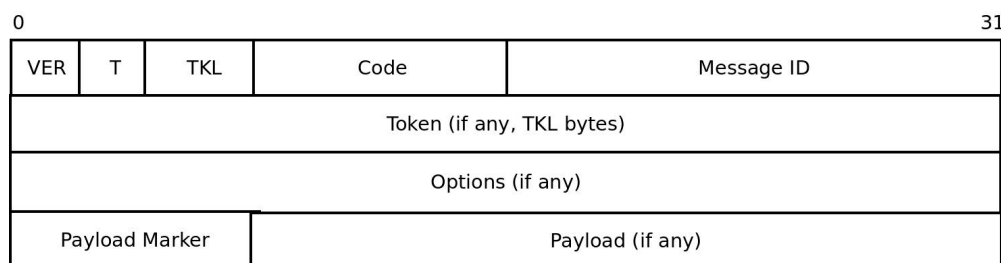 0 31
VER T TKL Code Message ID
Token (if any, TKL bytes)
Options (if any)
Payload Marker Payload (if any)